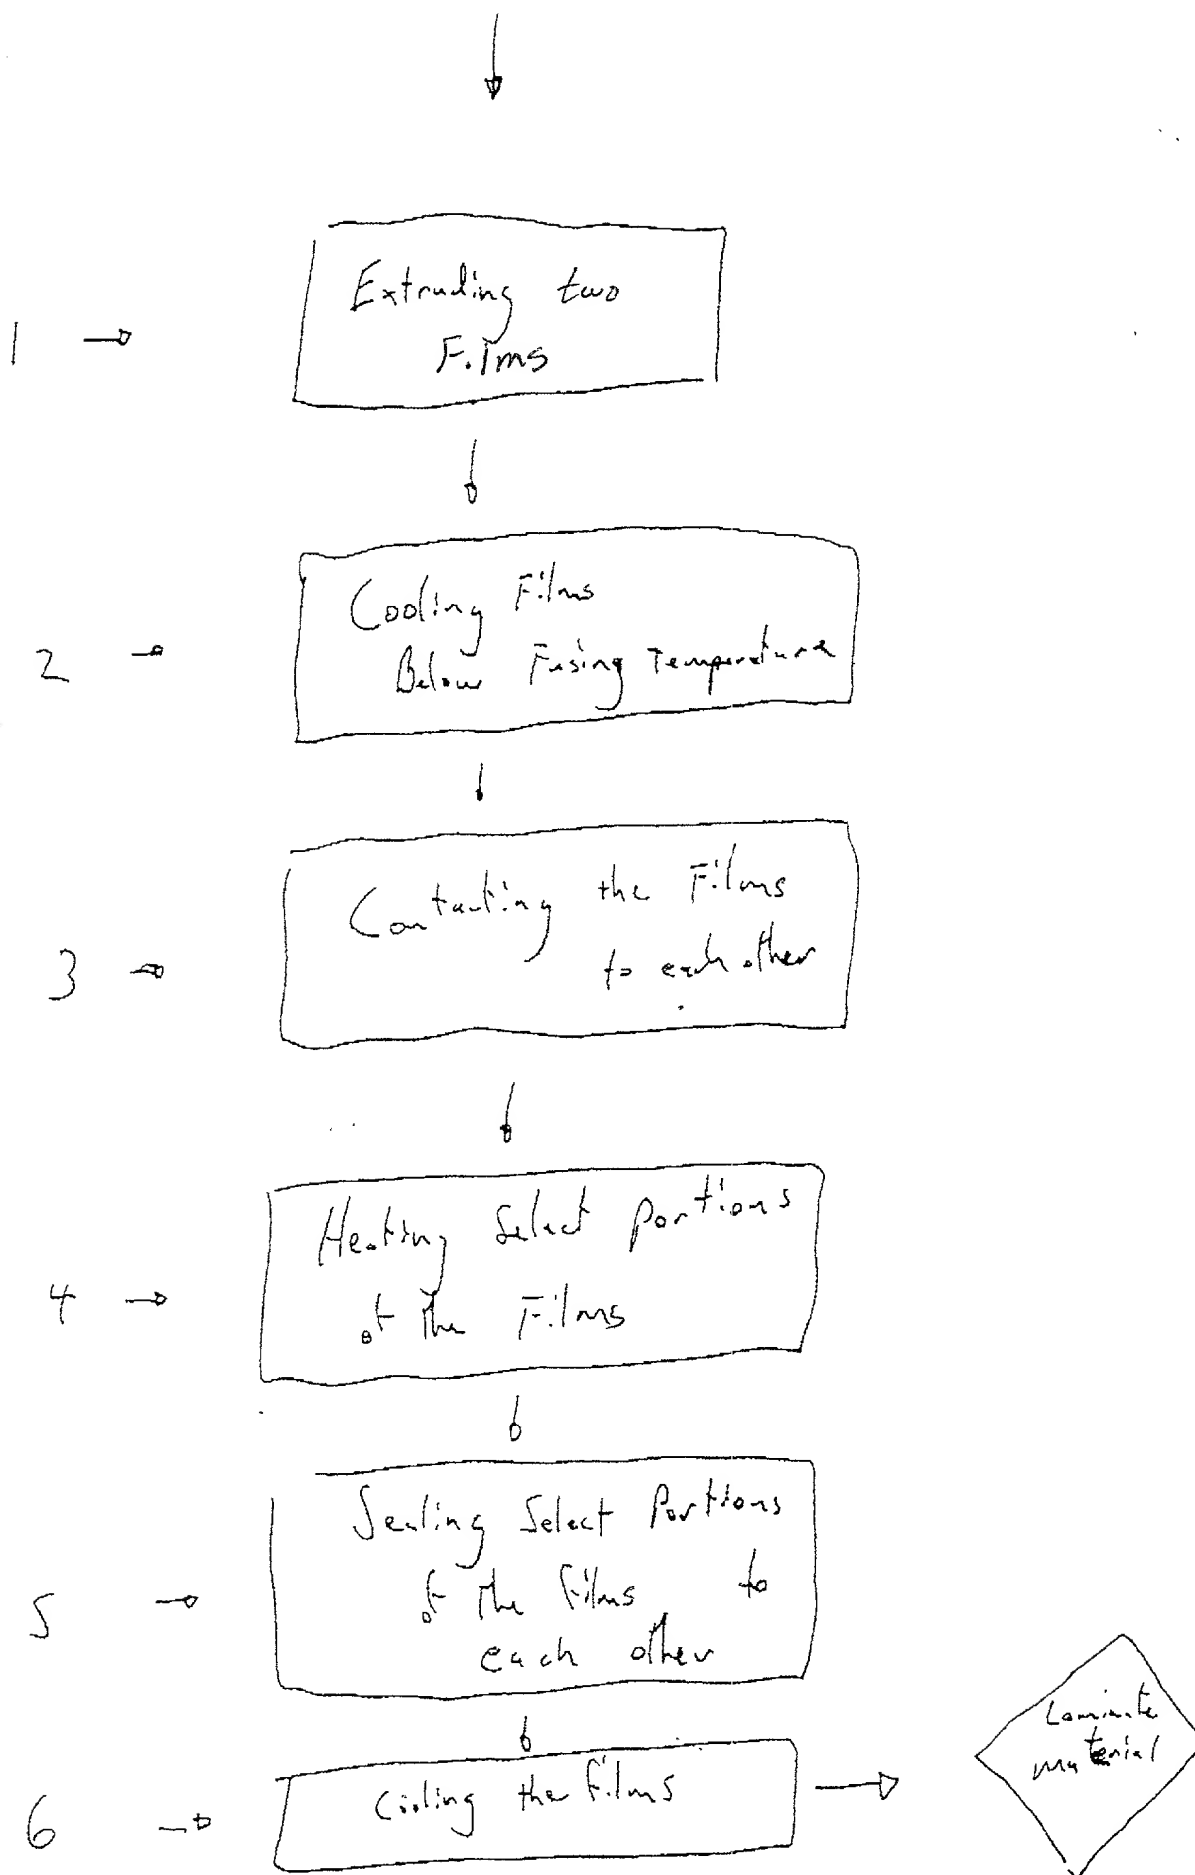 1
Extruding two
Films
2
Cooling Films
Below Fusing Temperature
3
Contacting the Films
to each other
4
Heating Select Portions
of the Films
5
Sealing Select Portions
of the films to
each other
6
Cooling the films
Laminate
material